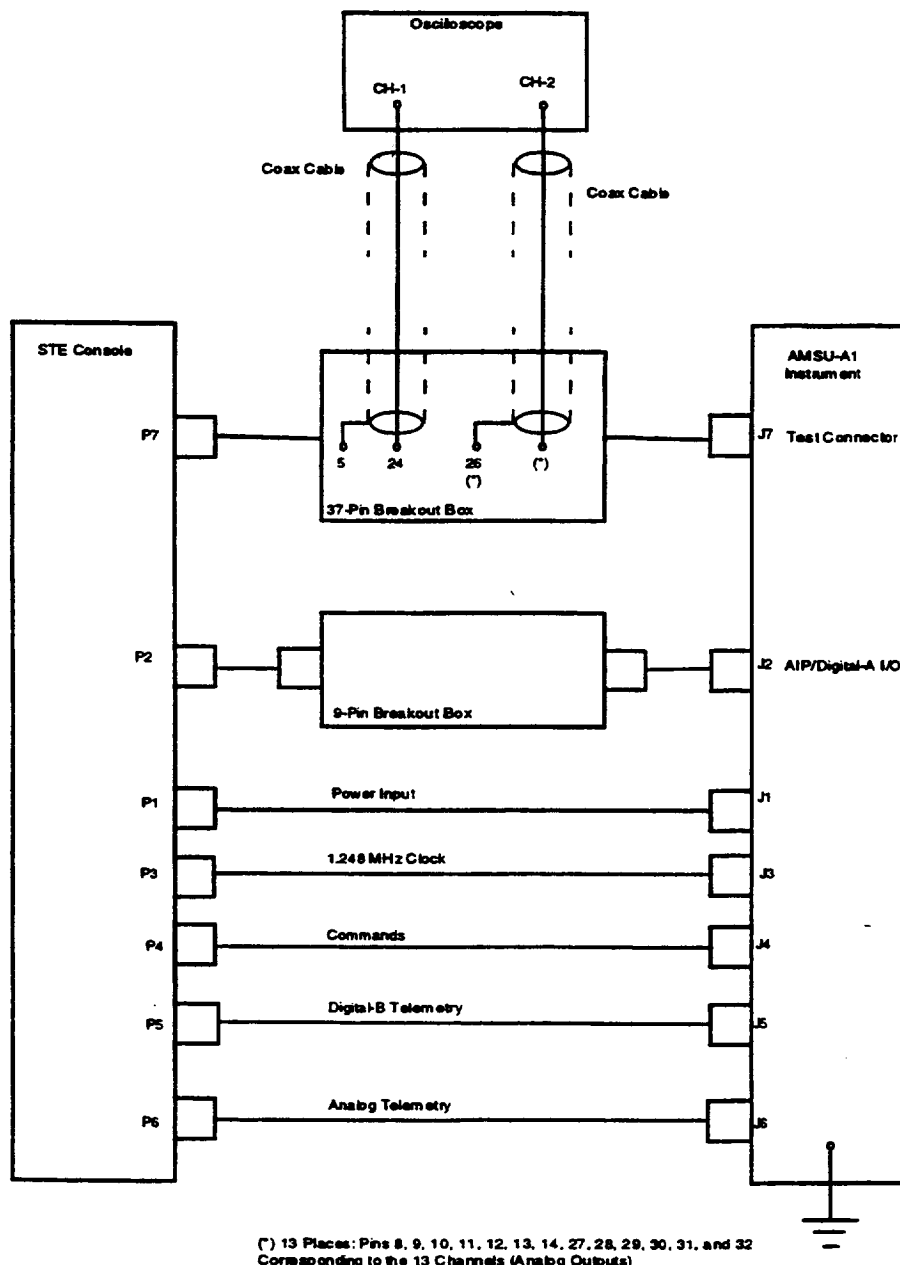 Oscilloscope
CH-1
CH-2
Coax Cable
Coax Cable
STE Console
AMSU-A1
Instrument
P7
J7
Test Connector
5
24
26
(*)
(*)
37-Pin Breakout Box
P2
J2
AIP/Digital-A I/O
9-Pin Breakout Box
P1
Power Input
J1
P3
1.248 MHz Clock
J3
P4
Commands
J4
P5
Digital-B Telemetry
J5
P6
Analog Telemetry
J6
(*) 13 Places: Pins 8, 9, 10, 11, 12, 13, 14, 27, 28, 29, 30, 31, and 32
Corresponding to the 13 Channels (Analog Outputs)